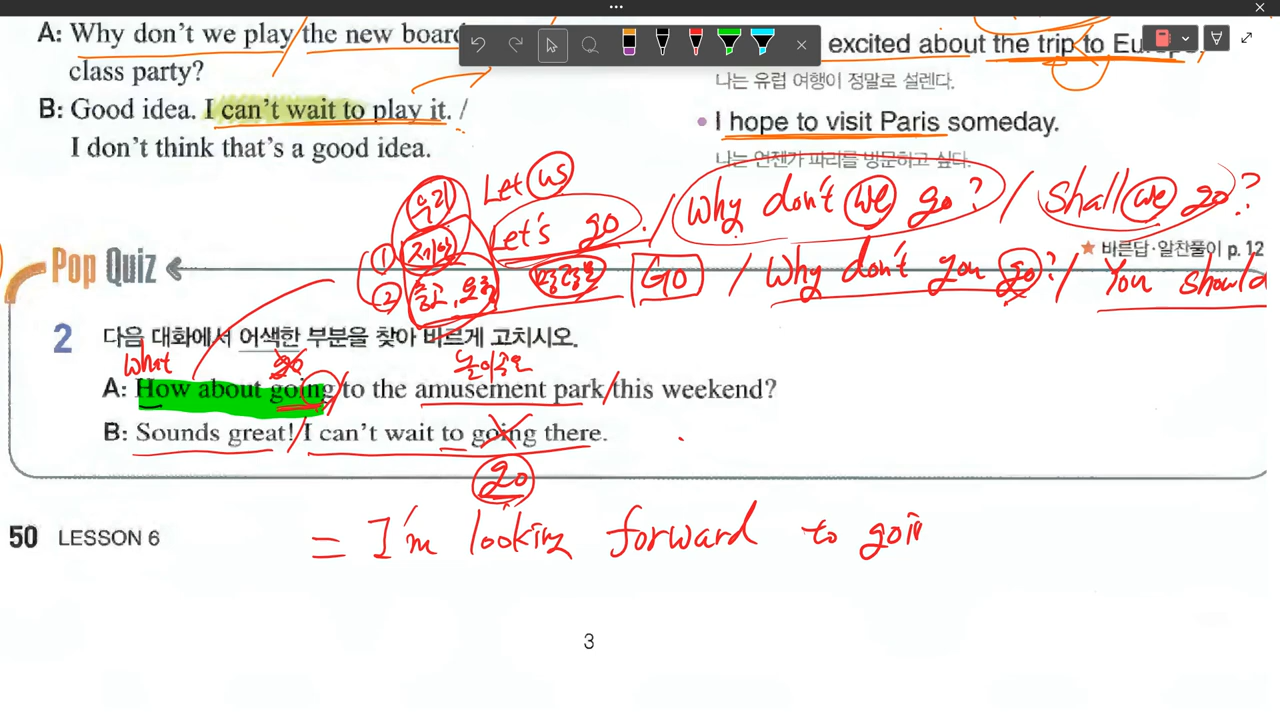 A: Why don't we play the new board
class party?
B: Good idea. I can't wait to play it. /
I don't think that's a good idea.
excited about the trip to Europe,
나는 유럽 여행이 정말로 설렌다.
• I hope to visit Paris someday.
나는 언젠가 파리를 방문하고 싶다.
우리 Let us
① 제안 Let's go. / Why don't we go? / Shall we go?
★ 바른답·알찬풀이 p. 12
Pop Quiz
② 충고, 요청 명령문 GO / Why don't you go? / You should
2 다음 대화에서 어색한 부분을 찾아 바르게 고치시오.
what go 놀이공원
A: How about going to the amusement park / this weekend?
B: Sounds great! / I can't wait to going there.
go
50 LESSON 6
= I'm looking forward to goin
3